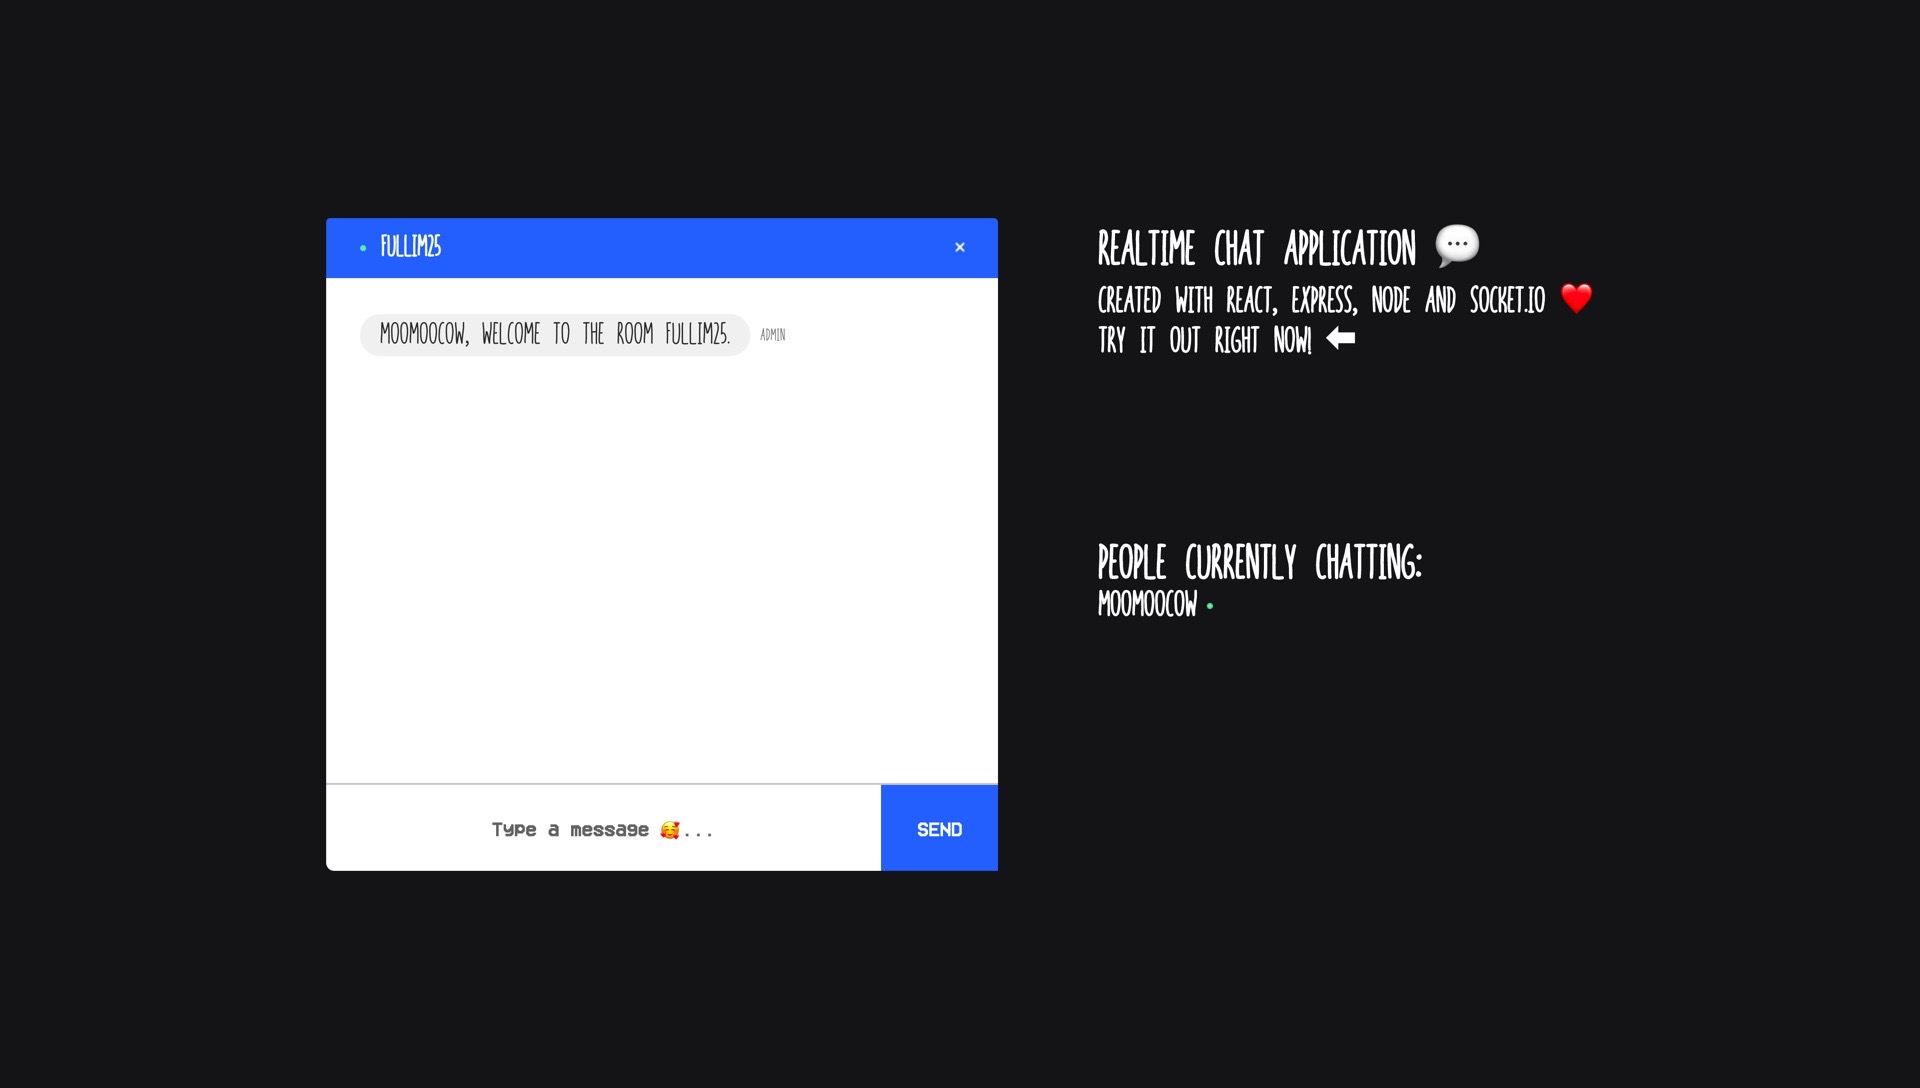 FULLIM25
MOOMOOCOW, WELCOME TO THE ROOM FULLIM25.
ADMIN
Type a message 🥰...
SEND
REALTIME CHAT APPLICATION 💬
CREATED WITH REACT, EXPRESS, NODE AND SOCKET.IO ❤️
TRY IT OUT RIGHT NOW! ⬅
PEOPLE CURRENTLY CHATTING:
MOOMOOCOW